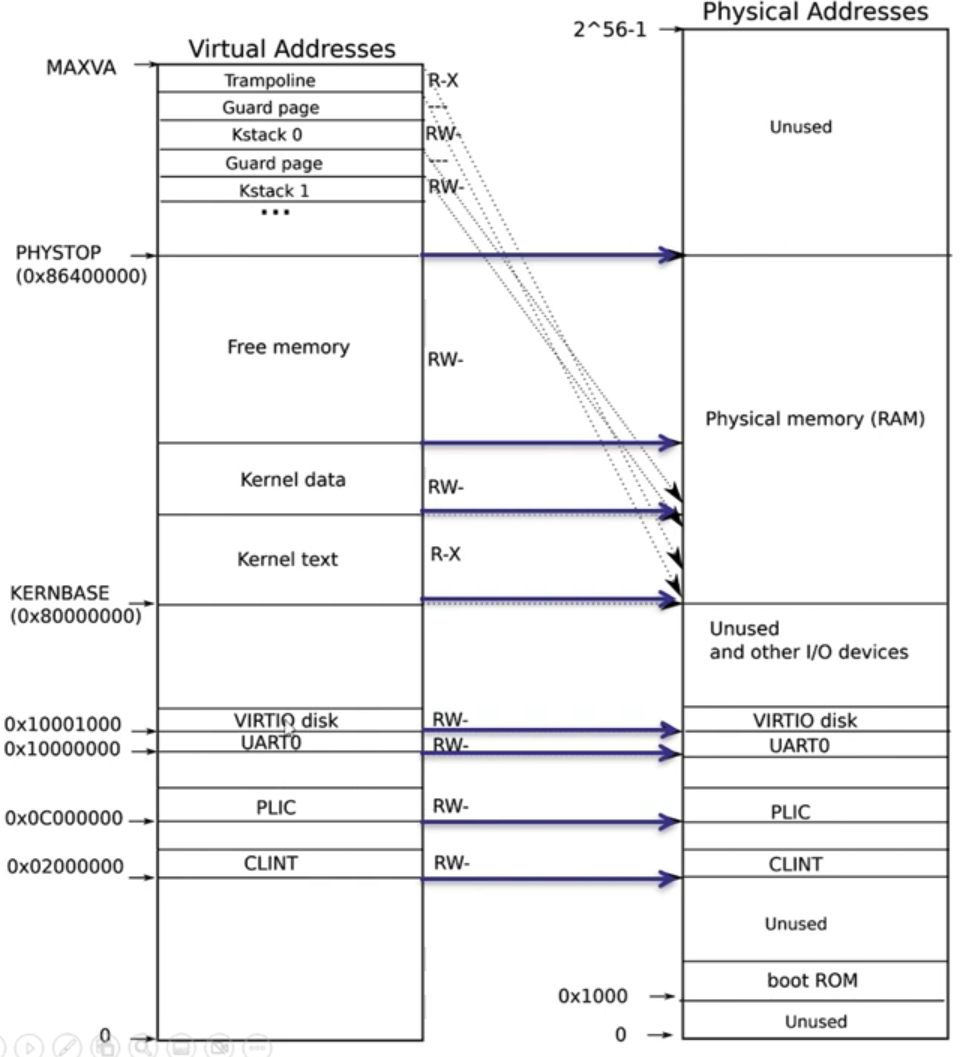 Physical Addresses
2^56-1
Virtual Addresses
MAXVA
Trampoline
R-X
Guard page
---
Unused
Kstack 0
RW-
Guard page
---
Kstack 1
RW-
...
PHYSTOP
(0x86400000)
Free memory
RW-
Physical memory (RAM)
Kernel data
RW-
Kernel text
R-X
KERNBASE
(0x80000000)
Unused
and other I/O devices
0x10001000
VIRTIO disk
RW-
VIRTIO disk
0x10000000
UART0
RW-
UART0
0x0C000000
PLIC
RW-
PLIC
0x02000000
CLINT
RW-
CLINT
Unused
boot ROM
0x1000
Unused
0
0